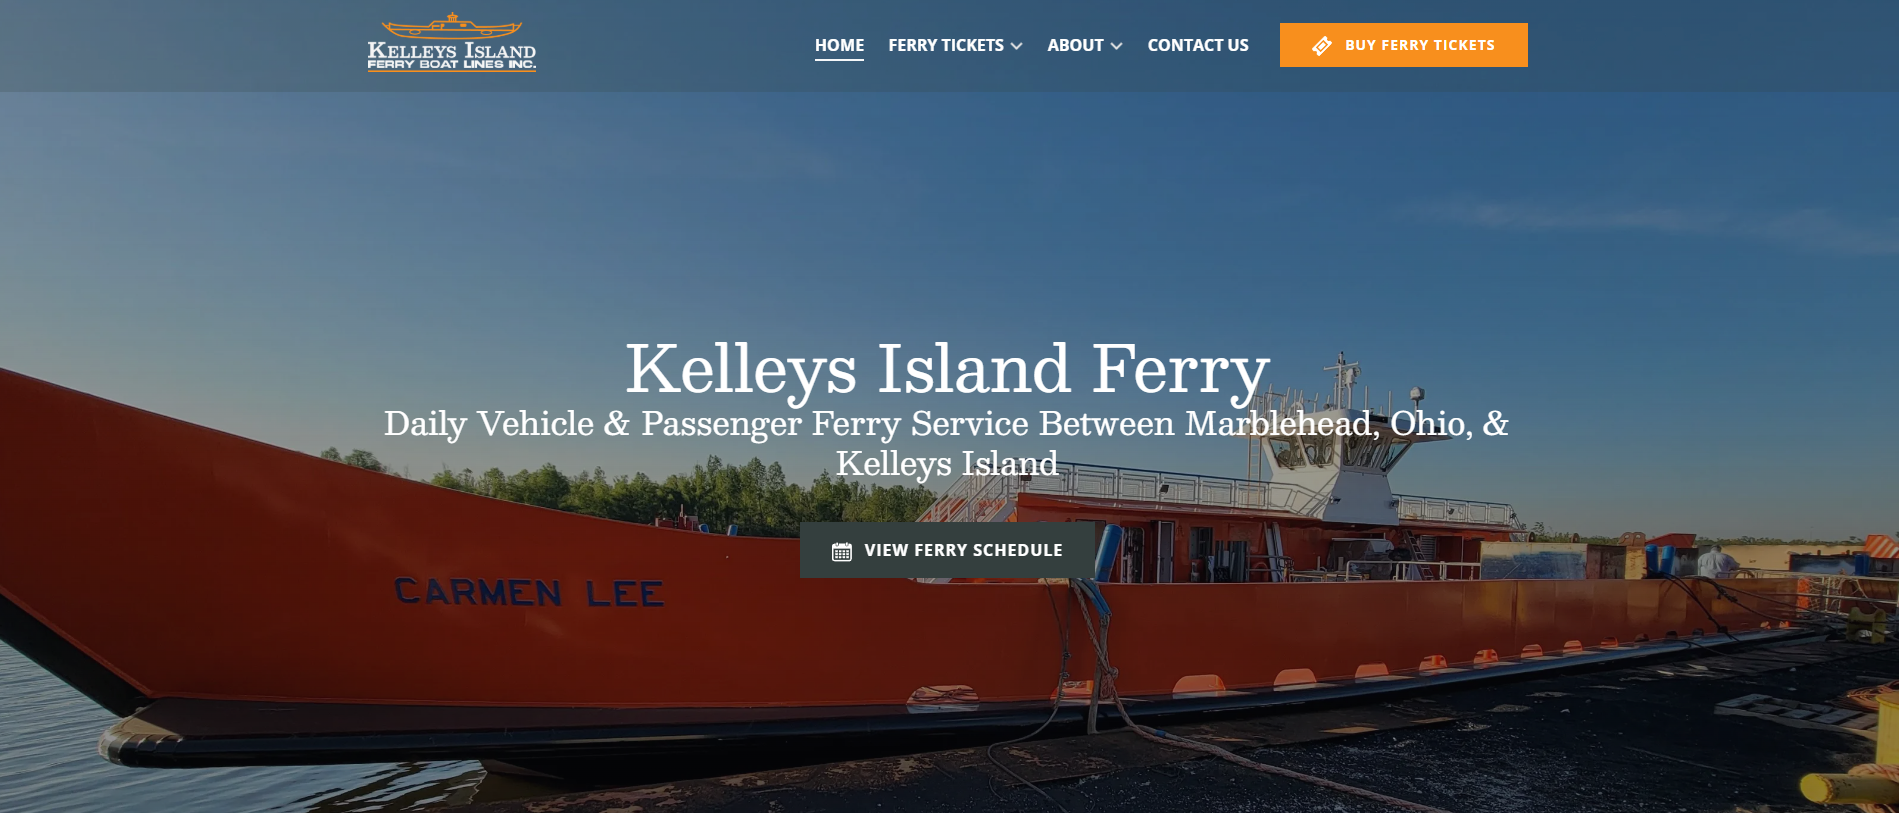 KELLEYS ISLAND
FERRY BOAT LINES INC.
HOME
FERRY TICKETS
ABOUT
CONTACT US
BUY FERRY TICKETS
Kelleys Island Ferry
Daily Vehicle & Passenger Ferry Service Between Marblehead, Ohio, &
Kelleys Island
VIEW FERRY SCHEDULE
CARMEN LEE